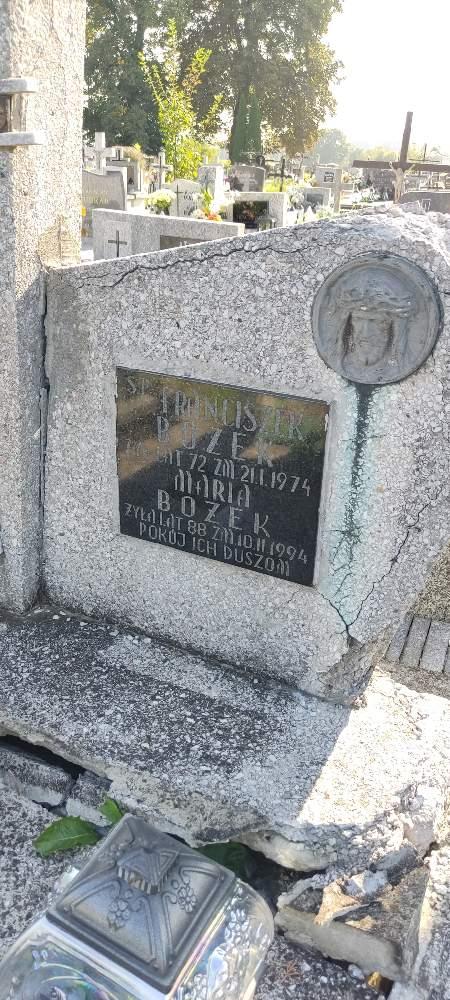 ŚP. FRANCISZEK
BOŻEK
ŻYŁ LAT 72 ZM. 21.I.1974
MARIA
BOŻEK
ŻYŁA LAT 88 ZM. 10.II.1994
POKÓJ ICH DUSZOM